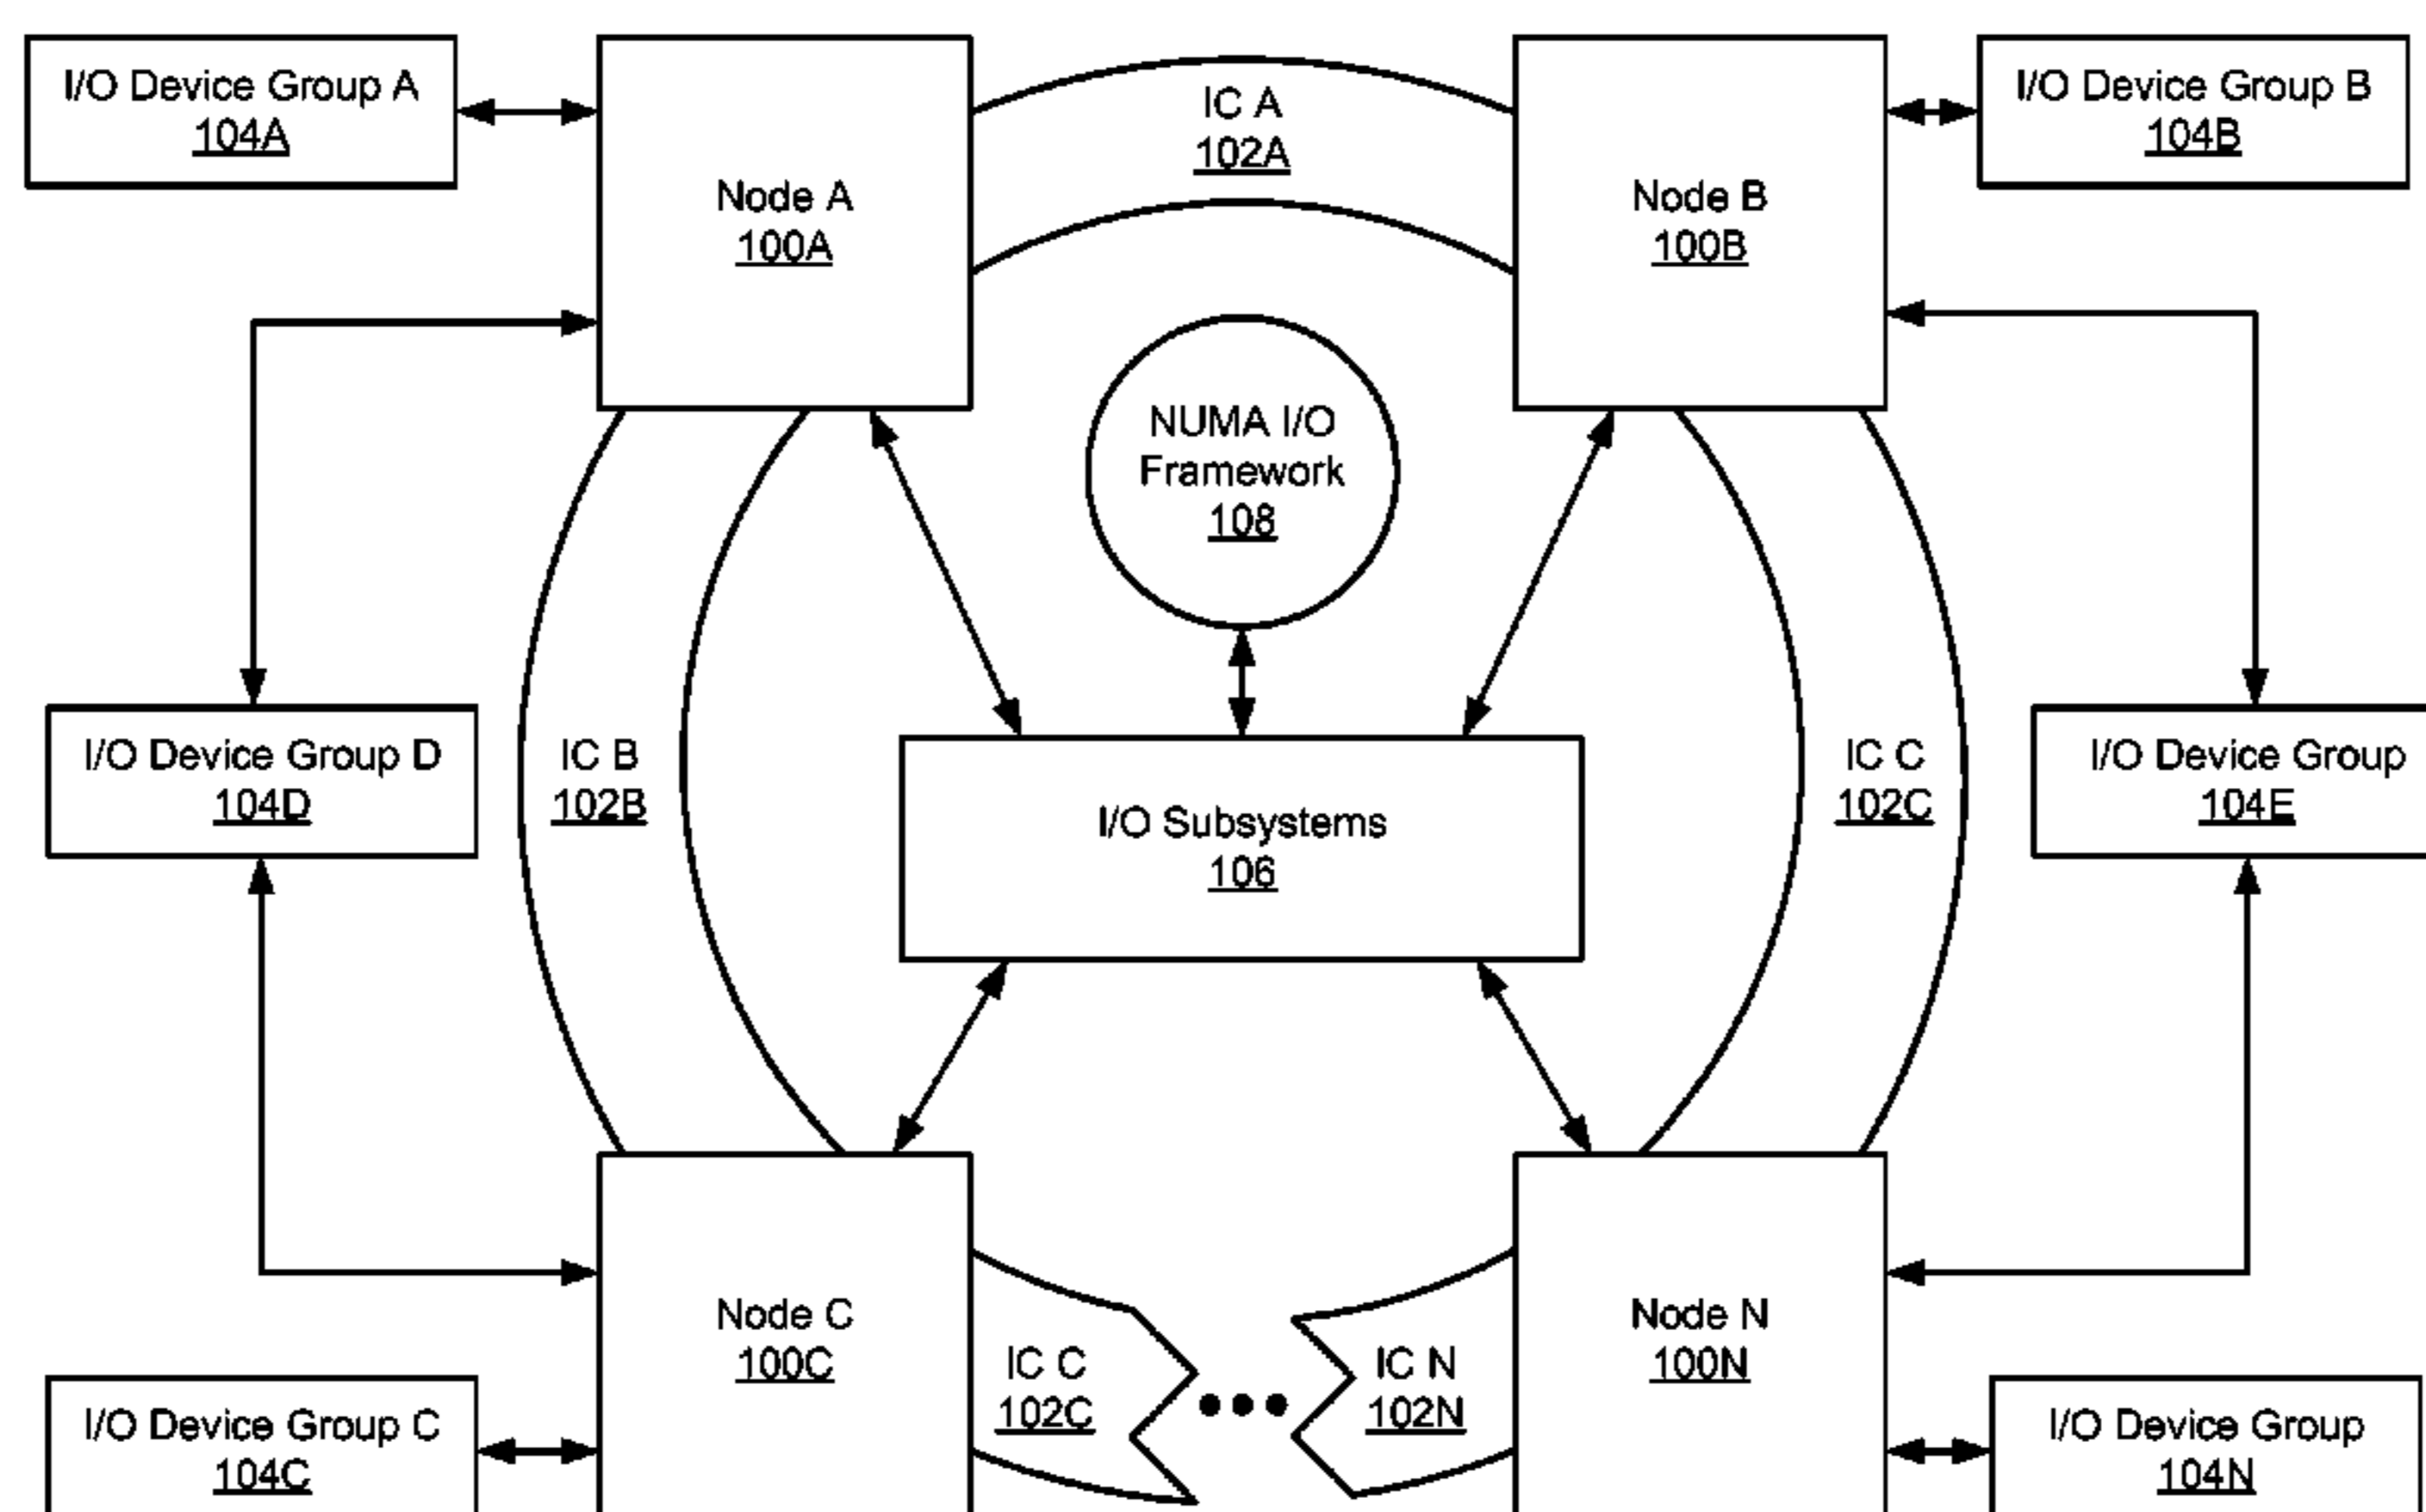 I/O Device Group A
104A
Node A
100A
IC A
102A
Node B
100B
I/O Device Group B
104B
NUMA I/O
Framework
108
I/O Device Group D
104D
IC B
102B
I/O Subsystems
106
IC C
102C
I/O Device Group
104E
Node C
100C
IC C
102C
IC N
102N
Node N
100N
I/O Device Group C
104C
I/O Device Group
104N